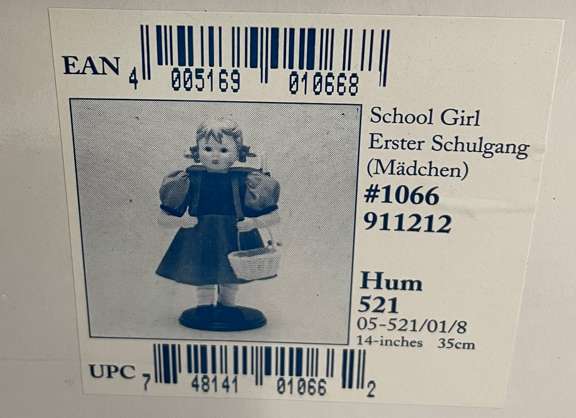 EAN 4 005169 010668
School Girl
Erster Schulgang
(Mädchen)
#1066
911212
Hum
521
05-521/01/8
14-inches 35cm
UPC 7 48141 01066 2